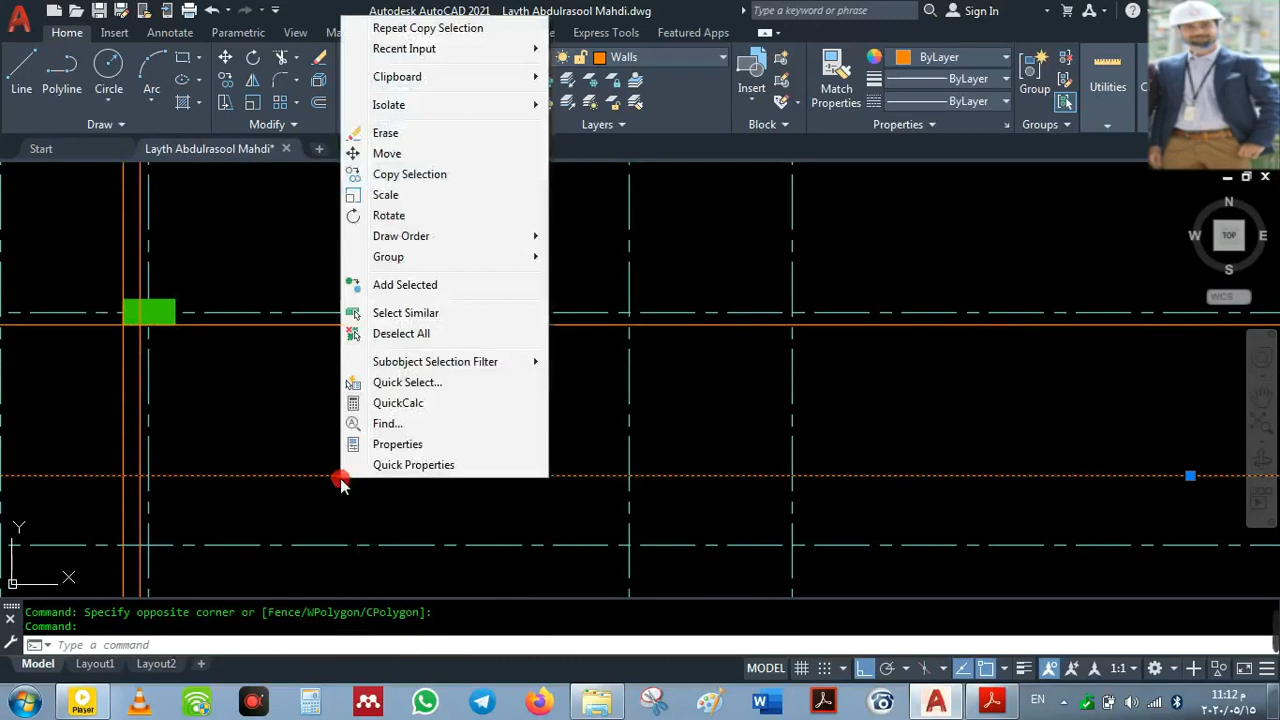 Autodesk AutoCAD 2021 Layth Abdulrasool Mahdi.dwg
Type a keyword or phrase
Sign In
Home Insert Annotate Parametric View Express Tools Featured Apps
Line Polyline Circle Arc
Draw
Modify
Walls
Layers
Insert
Block
Match
Properties
ByLayer
ByLayer
ByLayer
Properties
Group
Groups
Utilities
Start
Layth Abdulrasool Mahdi*
Repeat Copy Selection
Recent Input
Clipboard
Isolate
Erase
Move
Copy Selection
Scale
Rotate
Draw Order
Group
Add Selected
Select Similar
Deselect All
Subobject Selection Filter
Quick Select...
QuickCalc
Find...
Properties
Quick Properties
N
W TOP E
S
WCS
Y
X
Command: Specify opposite corner or [Fence/WPolygon/CPolygon]:
Command:
Type a command
Model Layout1 Layout2
MODEL
1:1
Player
EN
١١:١٢ م
٢٠٢٠/٠٥/١٥